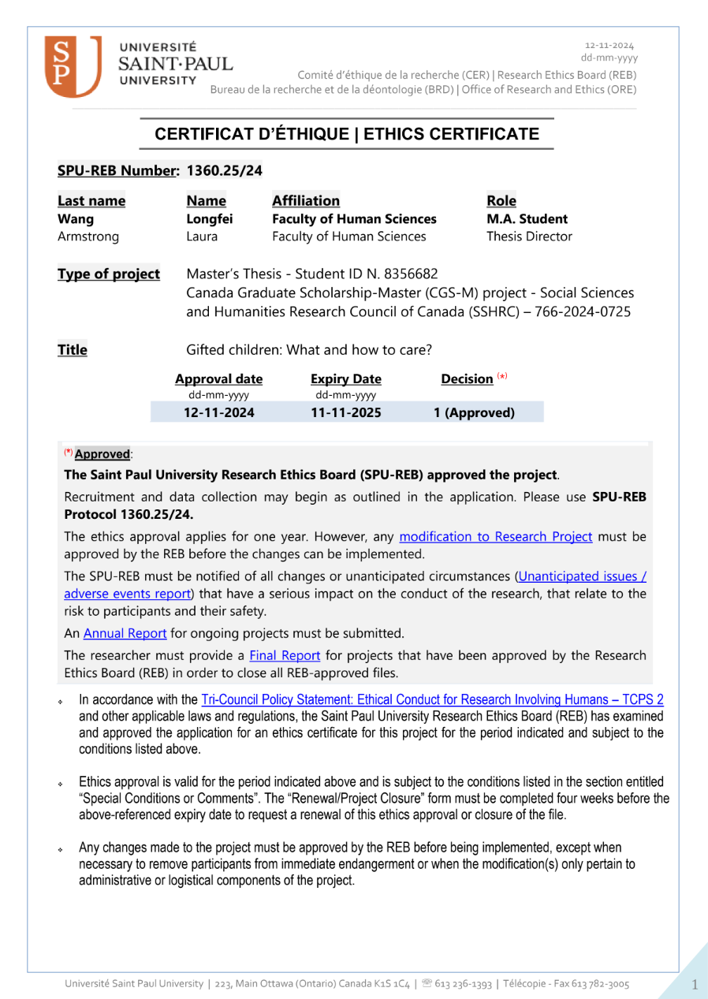 S
P
UNIVERSITÉ
SAINT·PAUL
UNIVERSITY
12-11-2024
dd-mm-yyyy
Comité d'éthique de la recherche (CER) | Research Ethics Board (REB)
Bureau de la recherche et de la déontologie (BRD) | Office of Research and Ethics (ORE)
CERTIFICAT D'ÉTHIQUE | ETHICS CERTIFICATE
SPU-REB Number: 1360.25/24
Last name Name Affiliation Role
Wang Longfei Faculty of Human Sciences M.A. Student
Armstrong Laura Faculty of Human Sciences Thesis Director
Type of project Master's Thesis - Student ID N. 8356682
Canada Graduate Scholarship-Master (CGS-M) project - Social Sciences
and Humanities Research Council of Canada (SSHRC) – 766-2024-0725
Title Gifted children: What and how to care?
Approval date Expiry Date Decision (*)
dd-mm-yyyy dd-mm-yyyy
12-11-2024 11-11-2025 1 (Approved)
(*) Approved:
The Saint Paul University Research Ethics Board (SPU-REB) approved the project.
Recruitment and data collection may begin as outlined in the application. Please use SPU-REB
Protocol 1360.25/24.
The ethics approval applies for one year. However, any modification to Research Project must be
approved by the REB before the changes can be implemented.
The SPU-REB must be notified of all changes or unanticipated circumstances (Unanticipated issues /
adverse events report) that have a serious impact on the conduct of the research, that relate to the
risk to participants and their safety.
An Annual Report for ongoing projects must be submitted.
The researcher must provide a Final Report for projects that have been approved by the Research
Ethics Board (REB) in order to close all REB-approved files.
❖ In accordance with the Tri-Council Policy Statement: Ethical Conduct for Research Involving Humans – TCPS 2
and other applicable laws and regulations, the Saint Paul University Research Ethics Board (REB) has examined
and approved the application for an ethics certificate for this project for the period indicated and subject to the
conditions listed above.
❖ Ethics approval is valid for the period indicated above and is subject to the conditions listed in the section entitled
“Special Conditions or Comments”. The “Renewal/Project Closure” form must be completed four weeks before the
above-referenced expiry date to request a renewal of this ethics approval or closure of the file.
❖ Any changes made to the project must be approved by the REB before being implemented, except when
necessary to remove participants from immediate endangerment or when the modification(s) only pertain to
administrative or logistical components of the project.
Université Saint Paul University | 223, Main Ottawa (Ontario) Canada K1S 1C4 | ☏ 613 236-1393 | Télécopie - Fax 613 782-3005
1